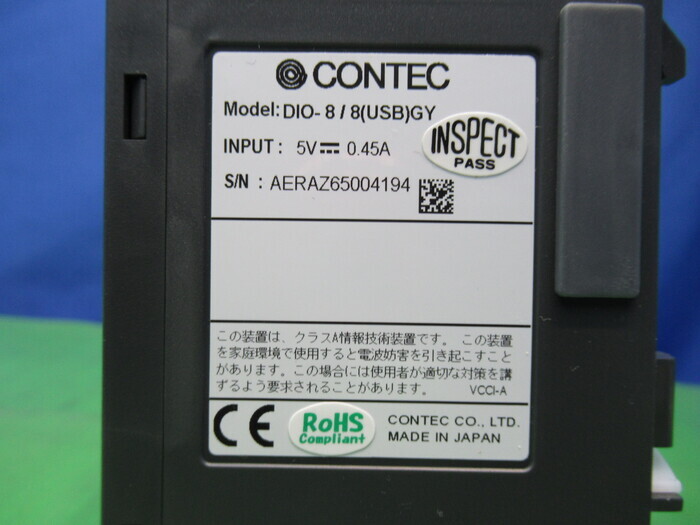 CONTEC
Model: DIO- 8 / 8(USB)GY
INPUT : 5V⎓ 0.45A
INSPECT
PASS
S/N : AERAZ65004194
この装置は、クラスA情報技術装置です。 この装置
を家庭環境で使用すると電波妨害を引き起こすこと
があります。この場合には使用者が適切な対策を講
ずるよう要求されることがあります。 VCCI-A
CE
RoHS
Compliant
CONTEC CO., LTD.
MADE IN JAPAN